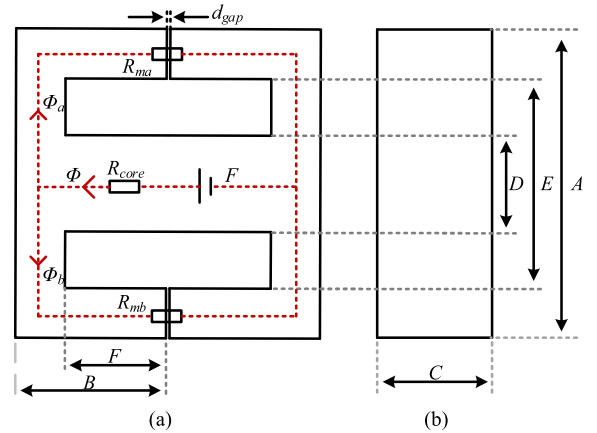 d_gap
R_ma
Φ_a
Φ
R_core
F
D
E
A
Φ_b
R_mb
F
B
C
(a)
(b)